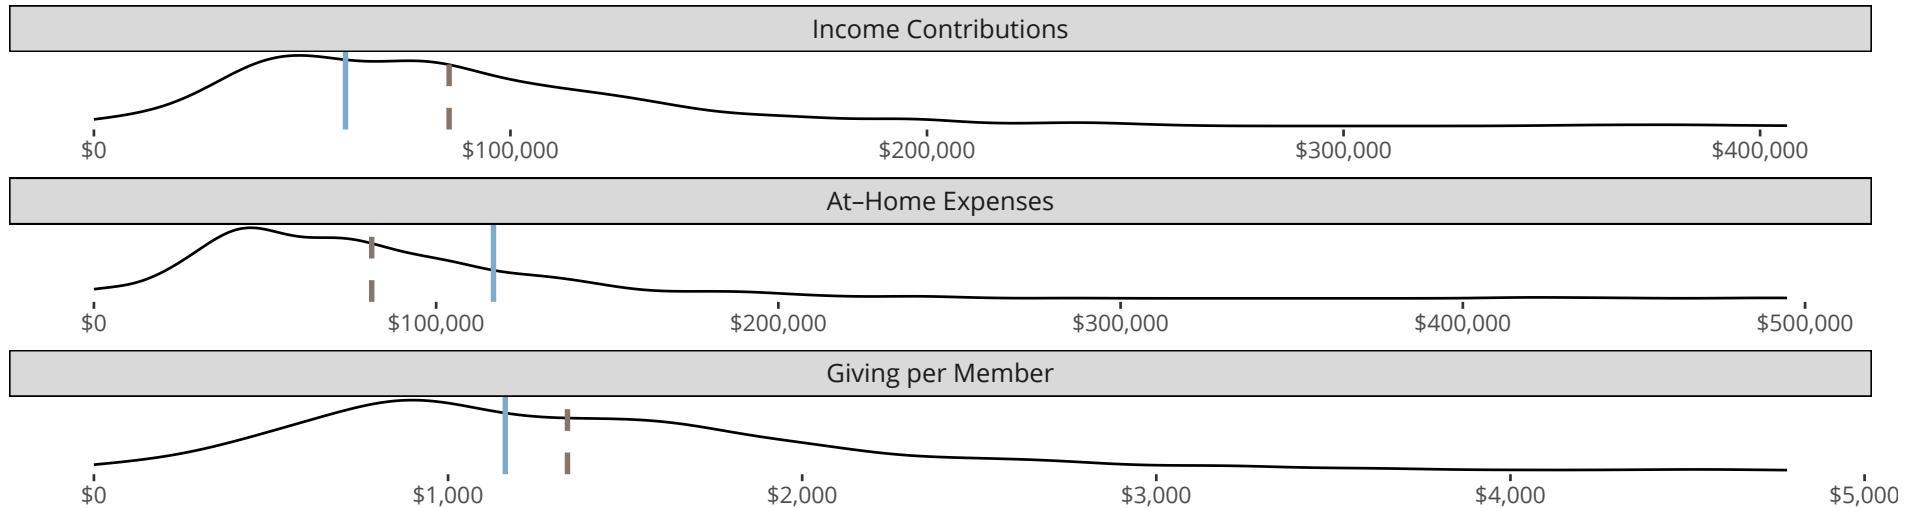 Income Contributions
$0 $100,000 $200,000 $300,000 $400,000
At–Home Expenses
$0 $100,000 $200,000 $300,000 $400,000 $500,000
Giving per Member
$0 $1,000 $2,000 $3,000 $4,000 $5,000